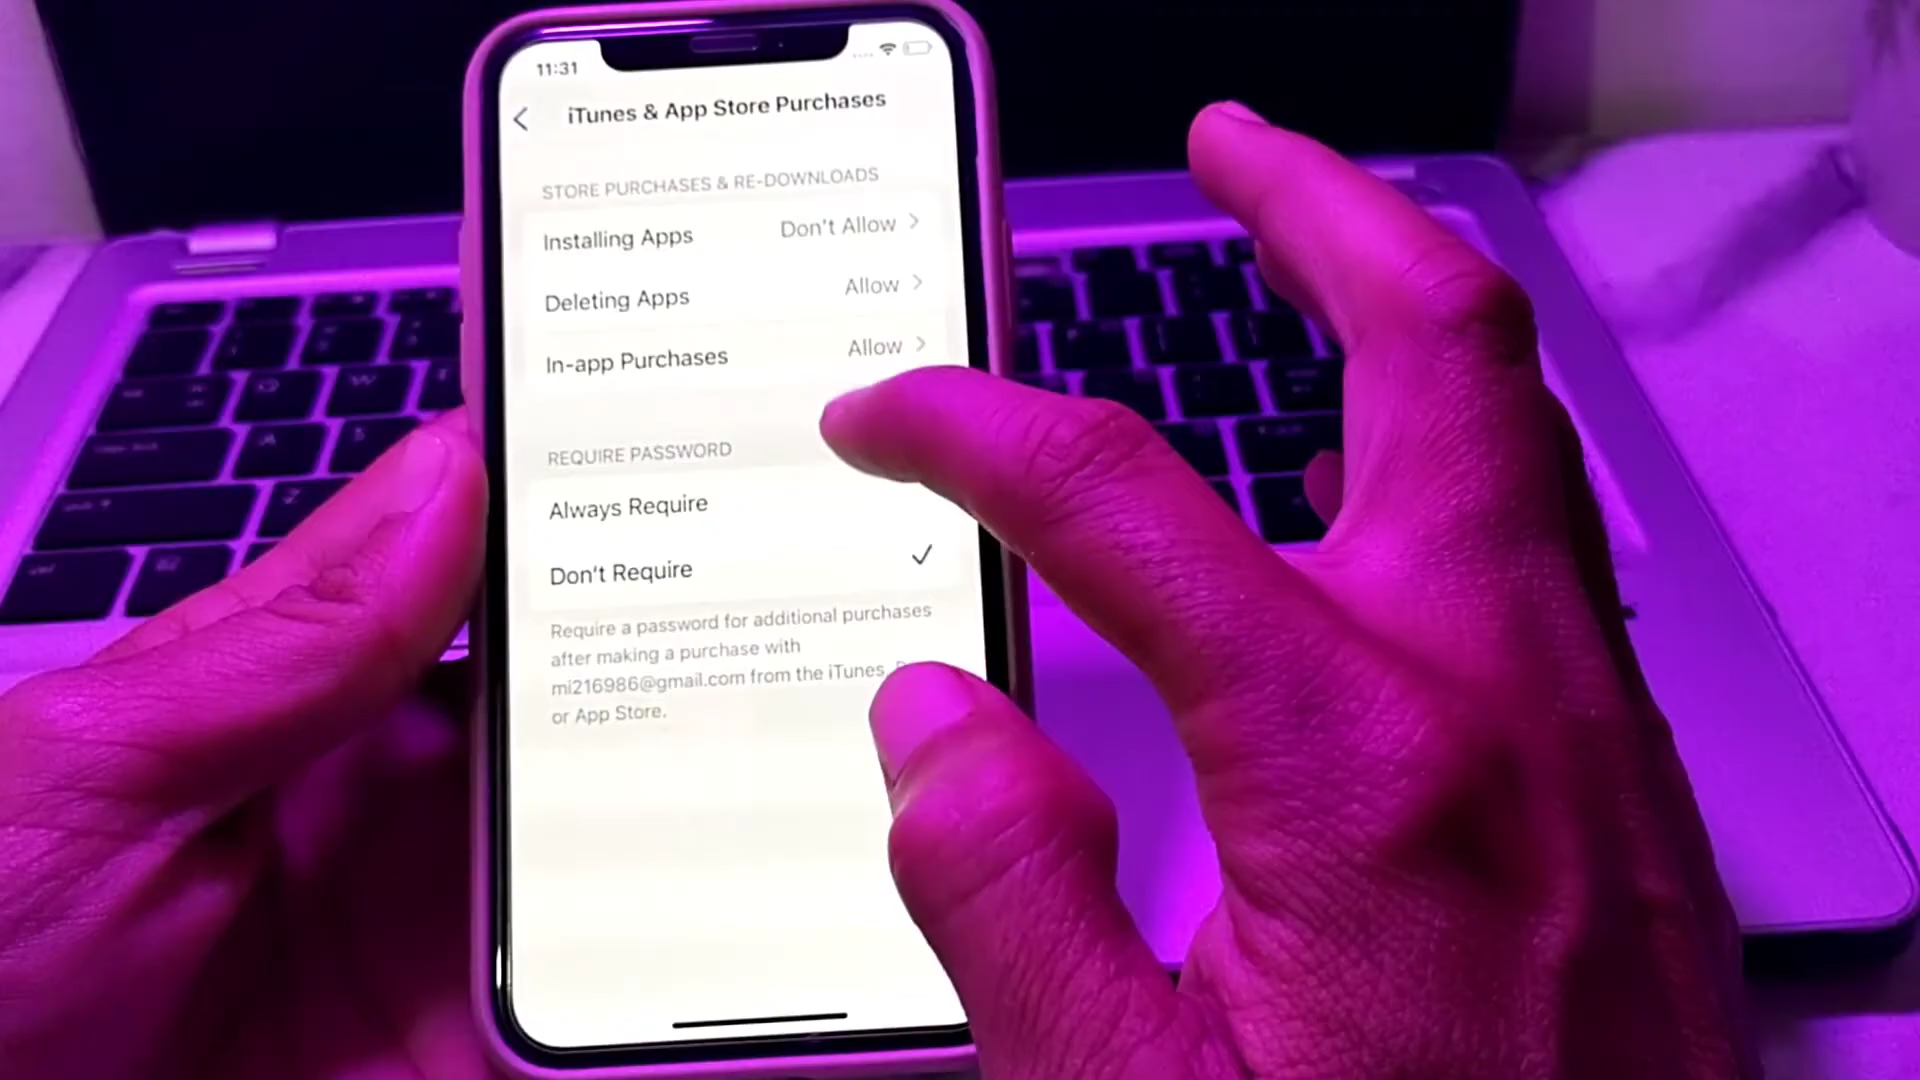 11:31
iTunes & App Store Purchases
STORE PURCHASES & RE-DOWNLOADS
Installing Apps Don't Allow
Deleting Apps Allow
In-app Purchases Allow
REQUIRE PASSWORD
Always Require
Don't Require
Require a password for additional purchases
after making a purchase with
mi216986@gmail.com from the iTunes,
or App Store.